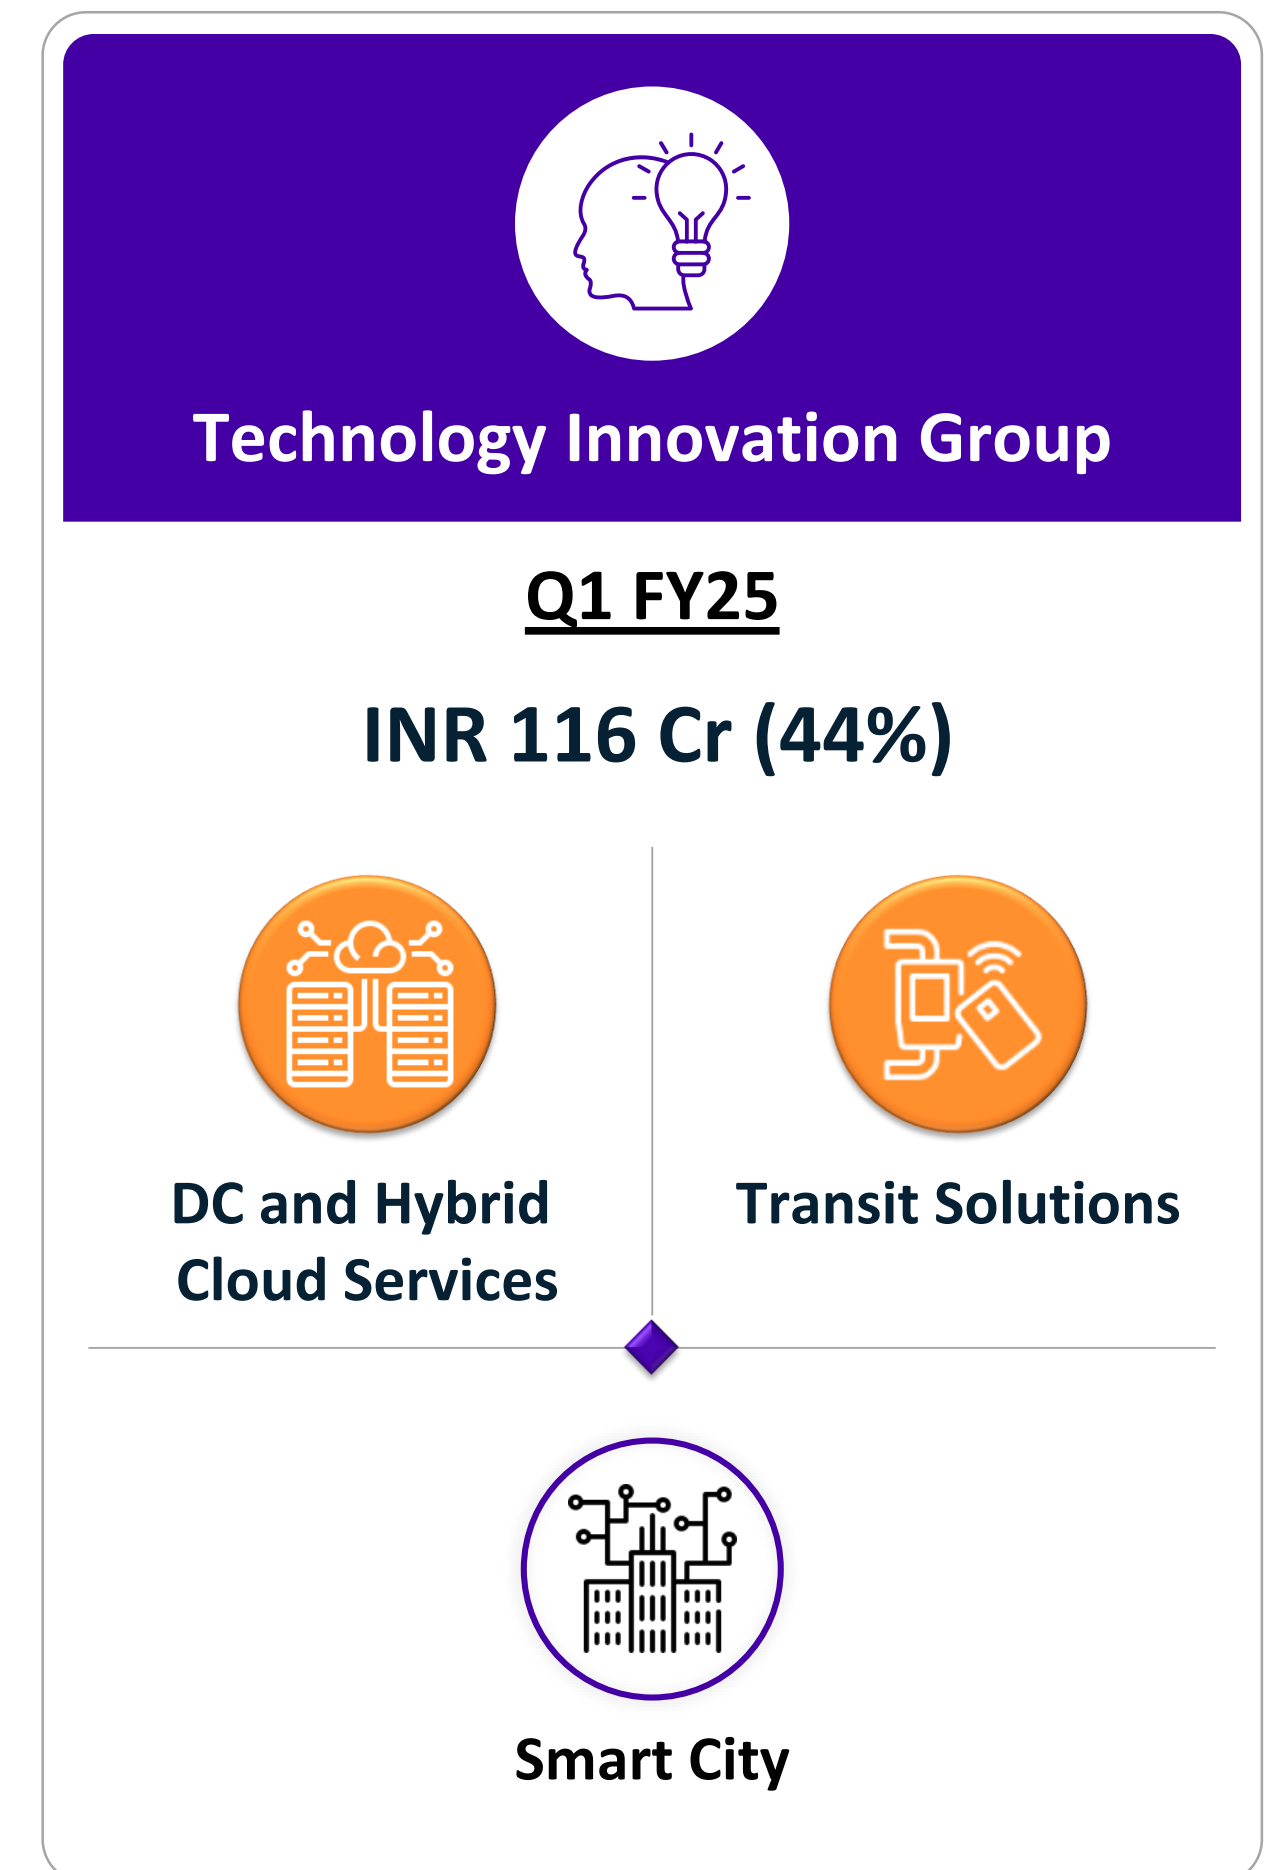 Technology Innovation Group
Q1 FY25
INR 116 Cr (44%)
DC and Hybrid
Cloud Services
Transit Solutions
Smart City